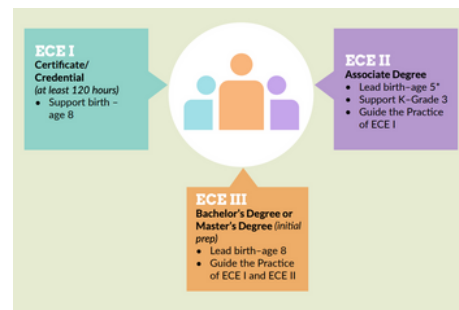 ECE I
Certificate/
Credential
(at least 120 hours)
• Support birth –
age 8
ECE II
Associate Degree
• Lead birth–age 5*
• Support K–Grade 3
• Guide the Practice
of ECE I
ECE III
Bachelor's Degree or
Master's Degree (initial
prep)
• Lead birth–age 8
• Guide the Practice
of ECE I and ECE II